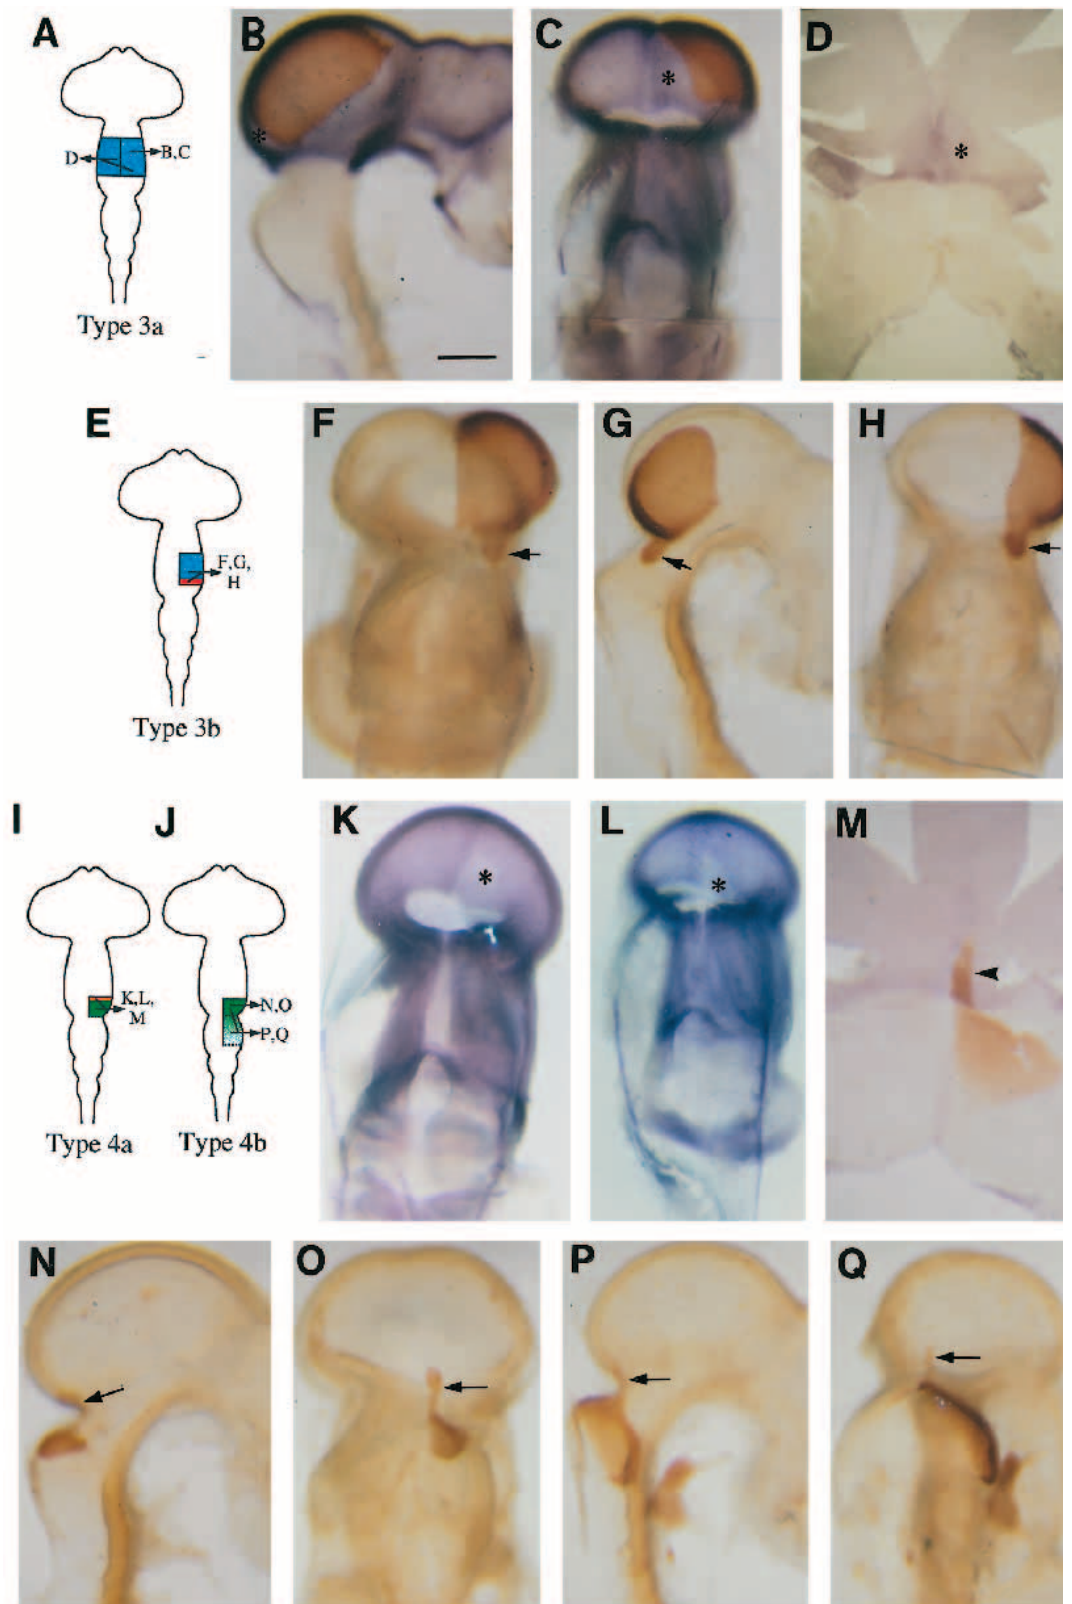 A
B
C
D
D
B,C
Type 3a
*
*
*
E
F
G
H
F,G,
H
Type 3b
I
J
K
L
M
K,L,
M
N,O
P,Q
Type 4a
Type 4b
*
*
N
O
P
Q